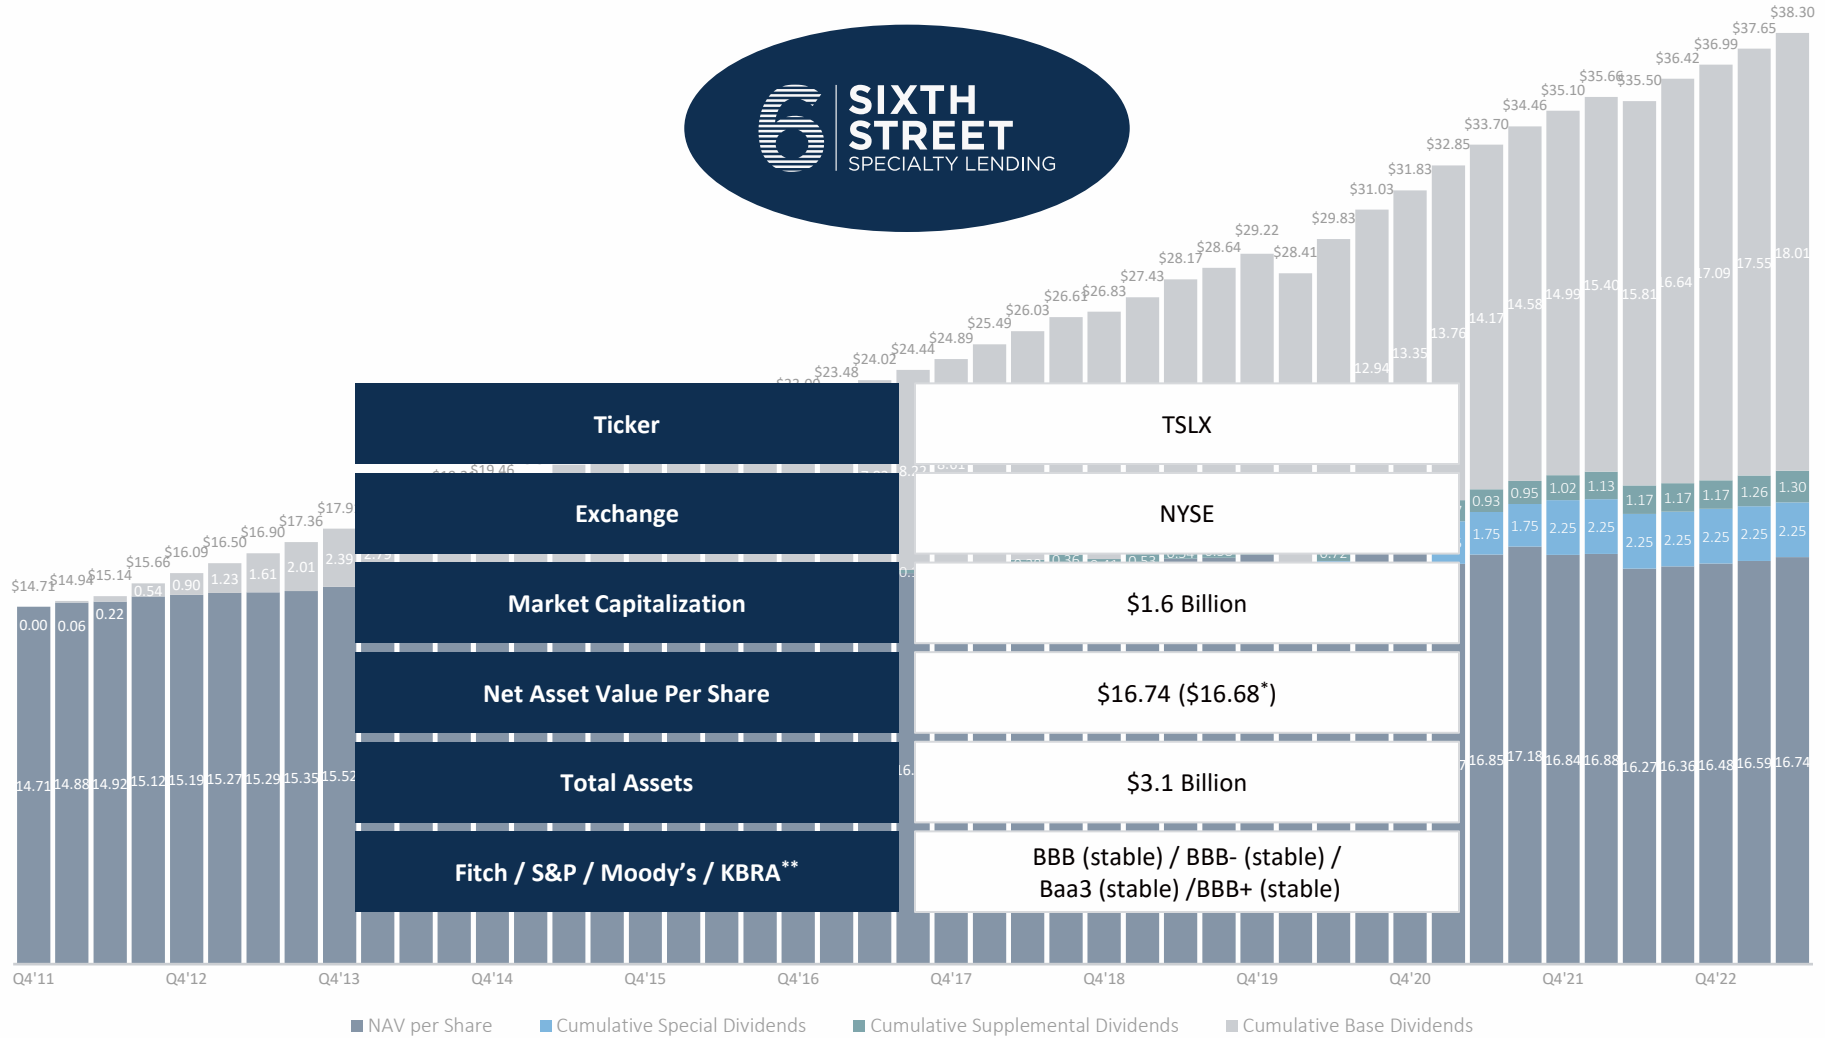 SIXTH
STREET
SPECIALTY LENDING
$14.71 $14.94 $15.14 $15.66 $16.09 $16.50 $16.90 $17.36
$19.46
$23.48 $24.02 $24.44 $24.89 $25.49 $26.03 $26.61 $26.83 $27.43 $28.17 $28.64 $29.22 $28.41 $29.83 $31.03 $31.83 $32.85 $33.70 $34.46 $35.10 $35.66 $35.50 $36.42 $36.99 $37.65 $38.30
0.00 0.06 0.22 0.54 0.90 1.23 1.61 2.01 2.39
12.94 13.35 13.76 14.17 14.58 14.99 15.40 15.81 16.64 17.09 17.55 18.01
0.93 0.95 1.02 1.13 1.17 1.17 1.17 1.26 1.30
1.75 1.75 2.25 2.25 2.25 2.25 2.25 2.25 2.25
14.71 14.88 14.92 15.12 15.19 15.27 15.29 15.35 15.52
16.85 17.18 16.84 16.88 16.27 16.36 16.48 16.59 16.74
Ticker
TSLX
Exchange
NYSE
Market Capitalization
$1.6 Billion
Net Asset Value Per Share
$16.74 ($16.68*)
Total Assets
$3.1 Billion
Fitch / S&P / Moody’s / KBRA**
BBB (stable) / BBB- (stable) /
Baa3 (stable) /BBB+ (stable)
Q4'11 Q4'12 Q4'13 Q4'14 Q4'15 Q4'16 Q4'17 Q4'18 Q4'19 Q4'20 Q4'21 Q4'22
NAV per Share Cumulative Special Dividends Cumulative Supplemental Dividends Cumulative Base Dividends